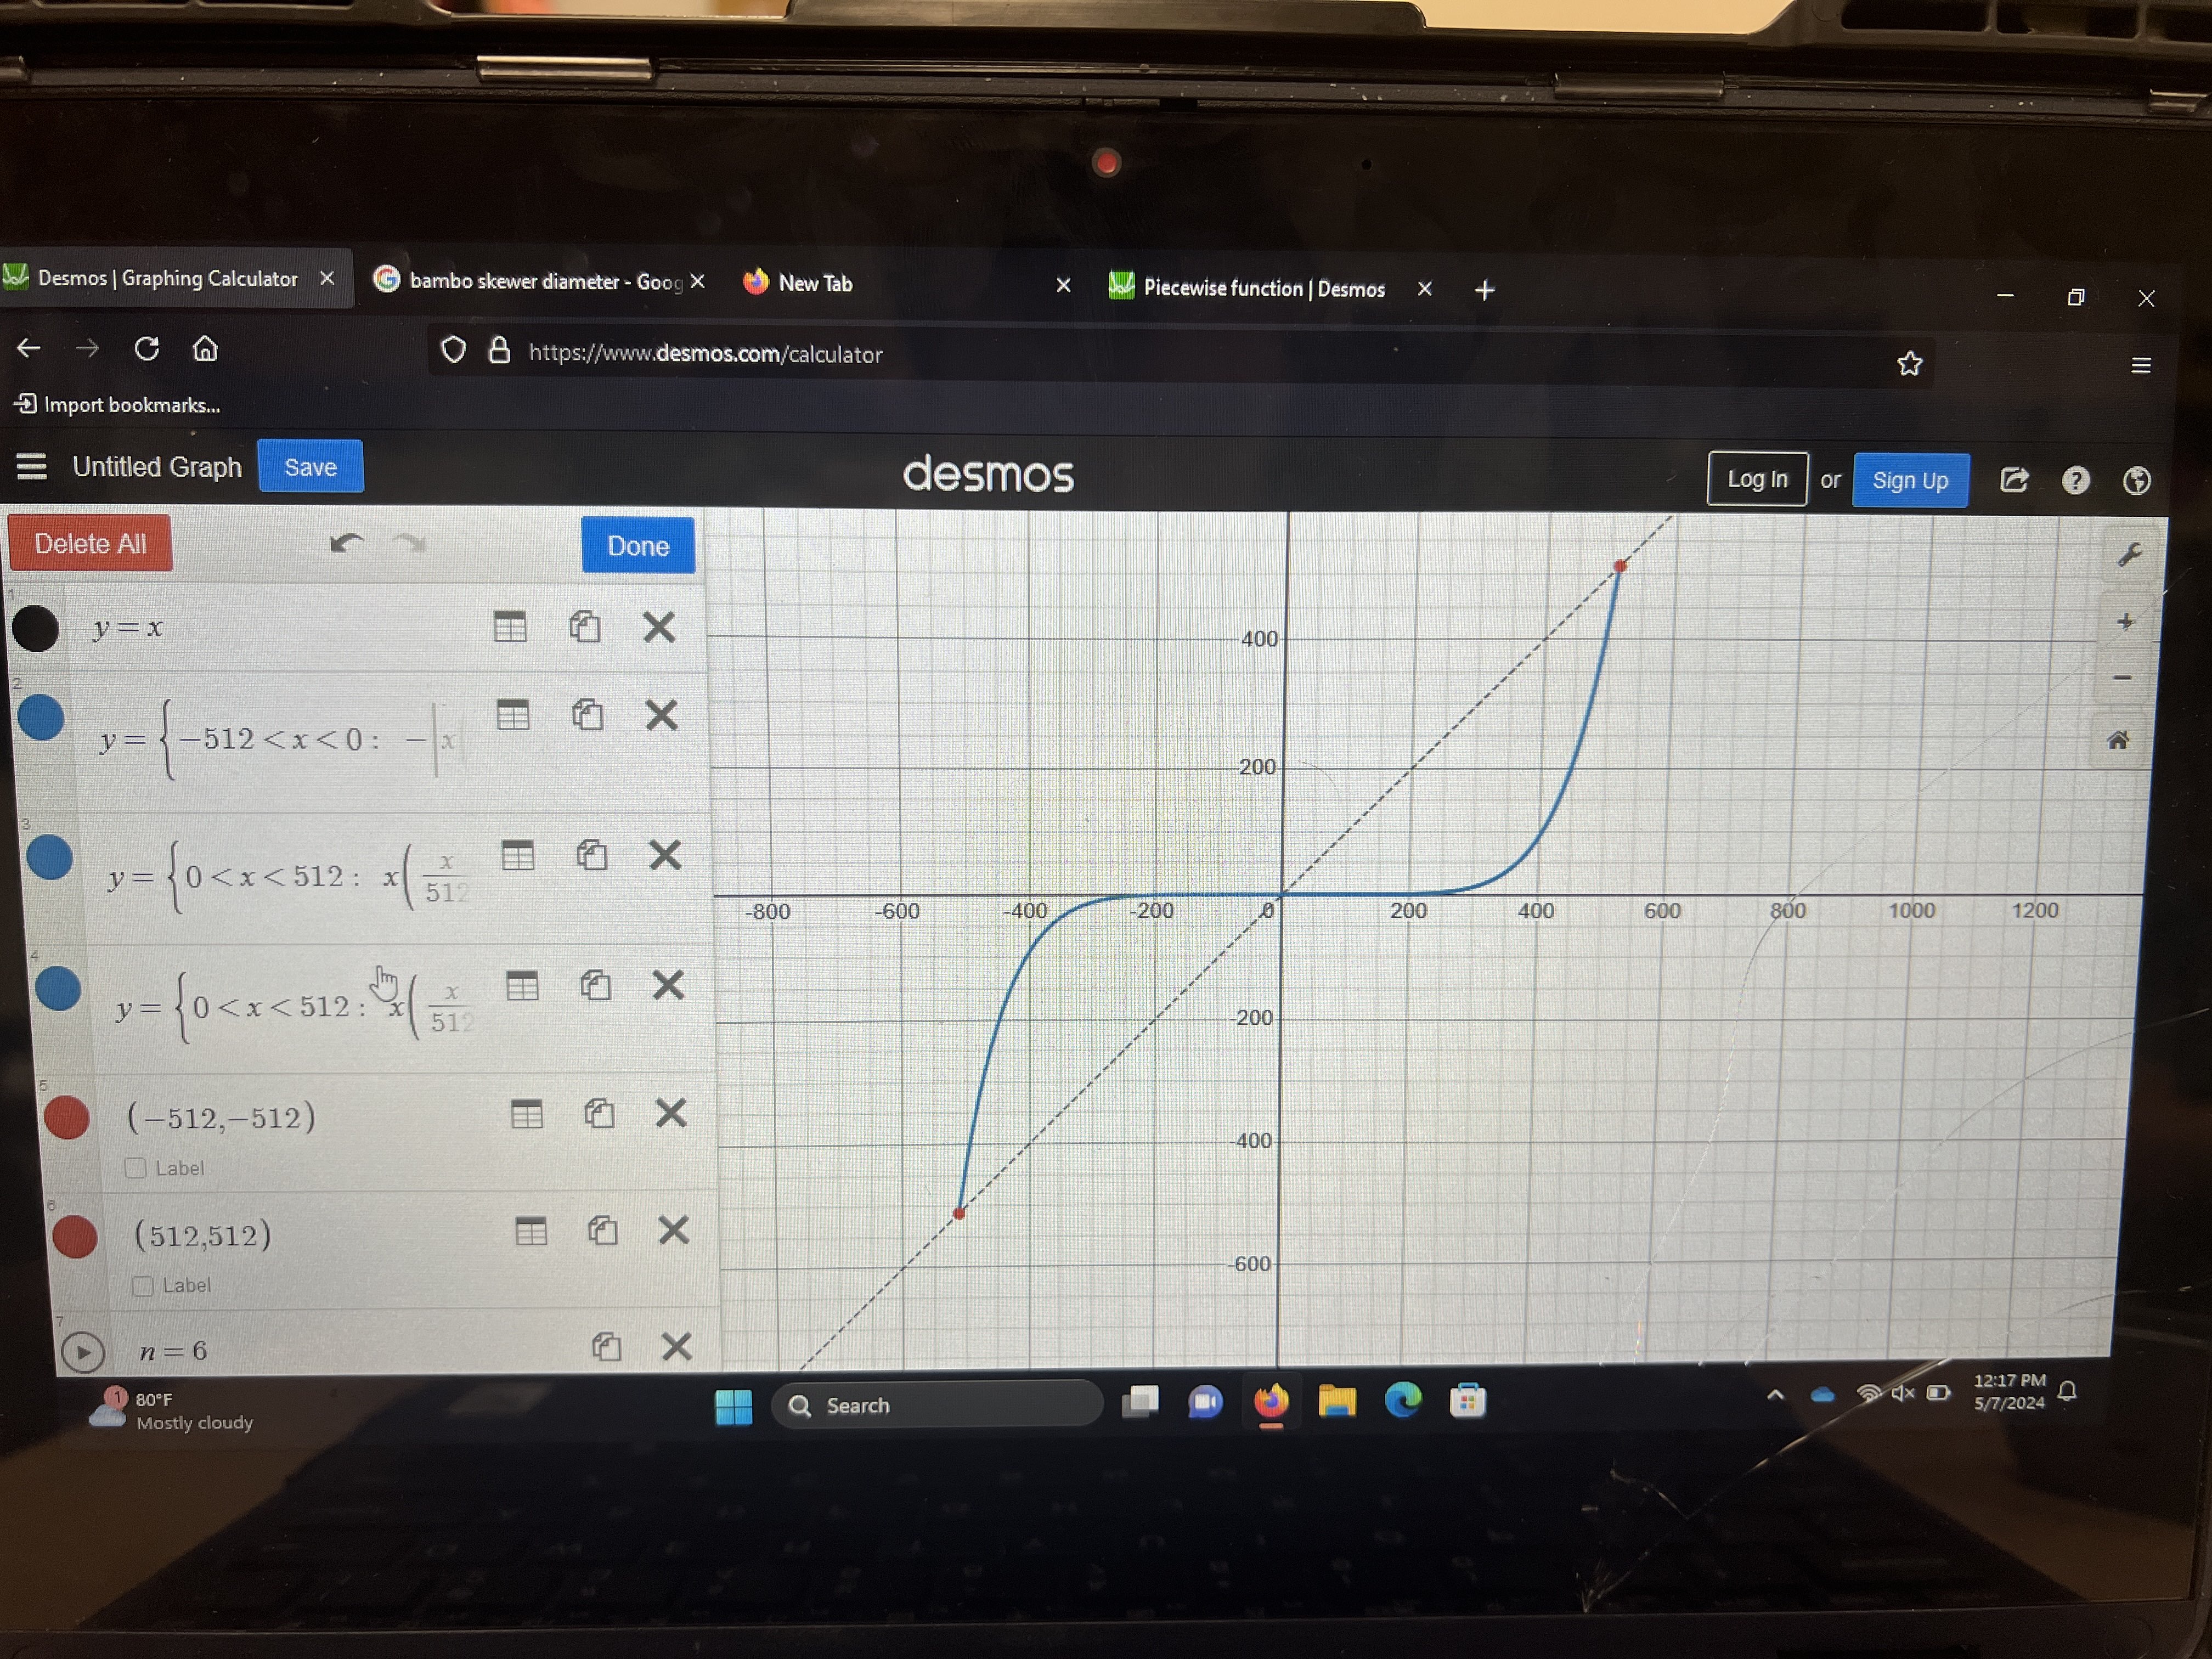 Desmos | Graphing Calculator
bambo skewer diameter - Goog
New Tab
Piecewise function | Desmos
https://www.desmos.com/calculator
Import bookmarks...
Untitled Graph
Save
desmos
Log In
or
Sign Up
Delete All
Done
1
y = x
2
y = { −512 < x < 0 : − | x
3
y = { 0 < x < 512 : x ( x/512
4
y = { 0 < x < 512 : x ( x/512
5
(−512,−512)
Label
6
(512,512)
Label
7
n = 6
400
200
-800 -600 -400 -200 0 200 400 600 800 1000 1200
-200
-400
-600
1
80°F
Mostly cloudy
Search
12:17 PM
5/7/2024